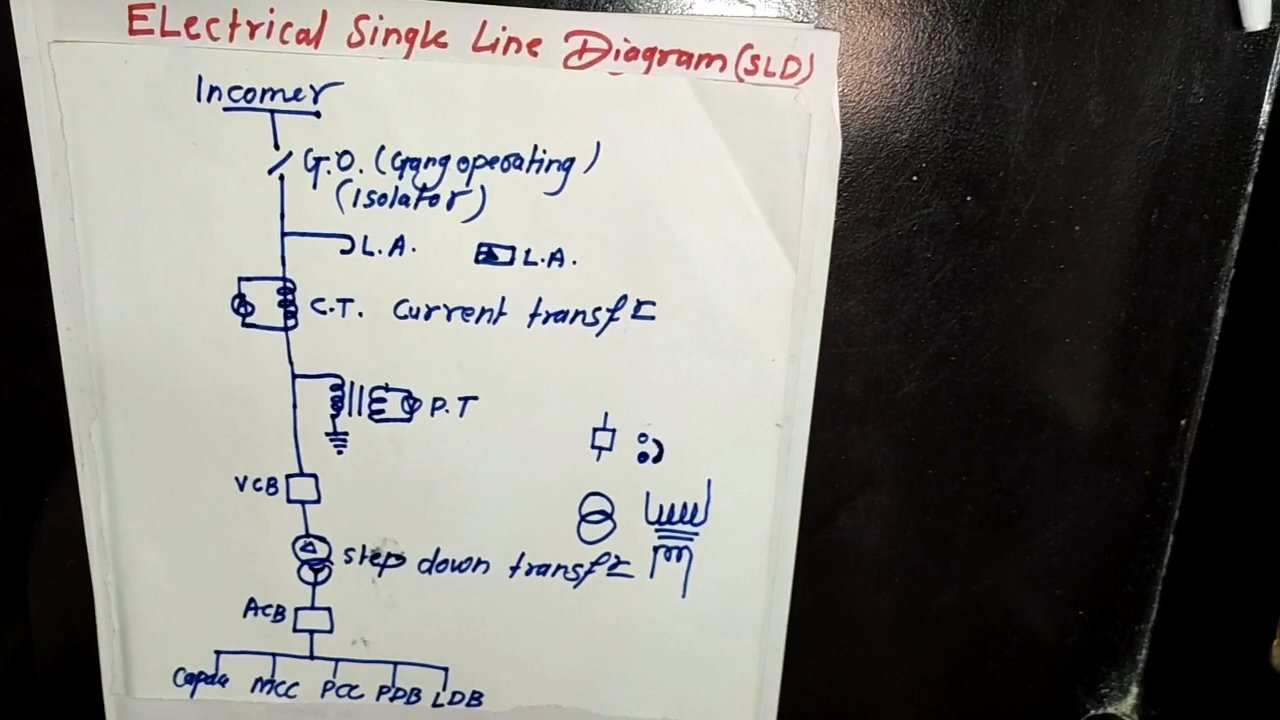 ELectrical Single Line Diagram (SLD)
Incomer
G.O. (Gang operating)
(Isolator)
L.A.
L.A.
C.T. Current transf
P.T
VCB
step down transf
ACB
MCC PCC PDB LDB